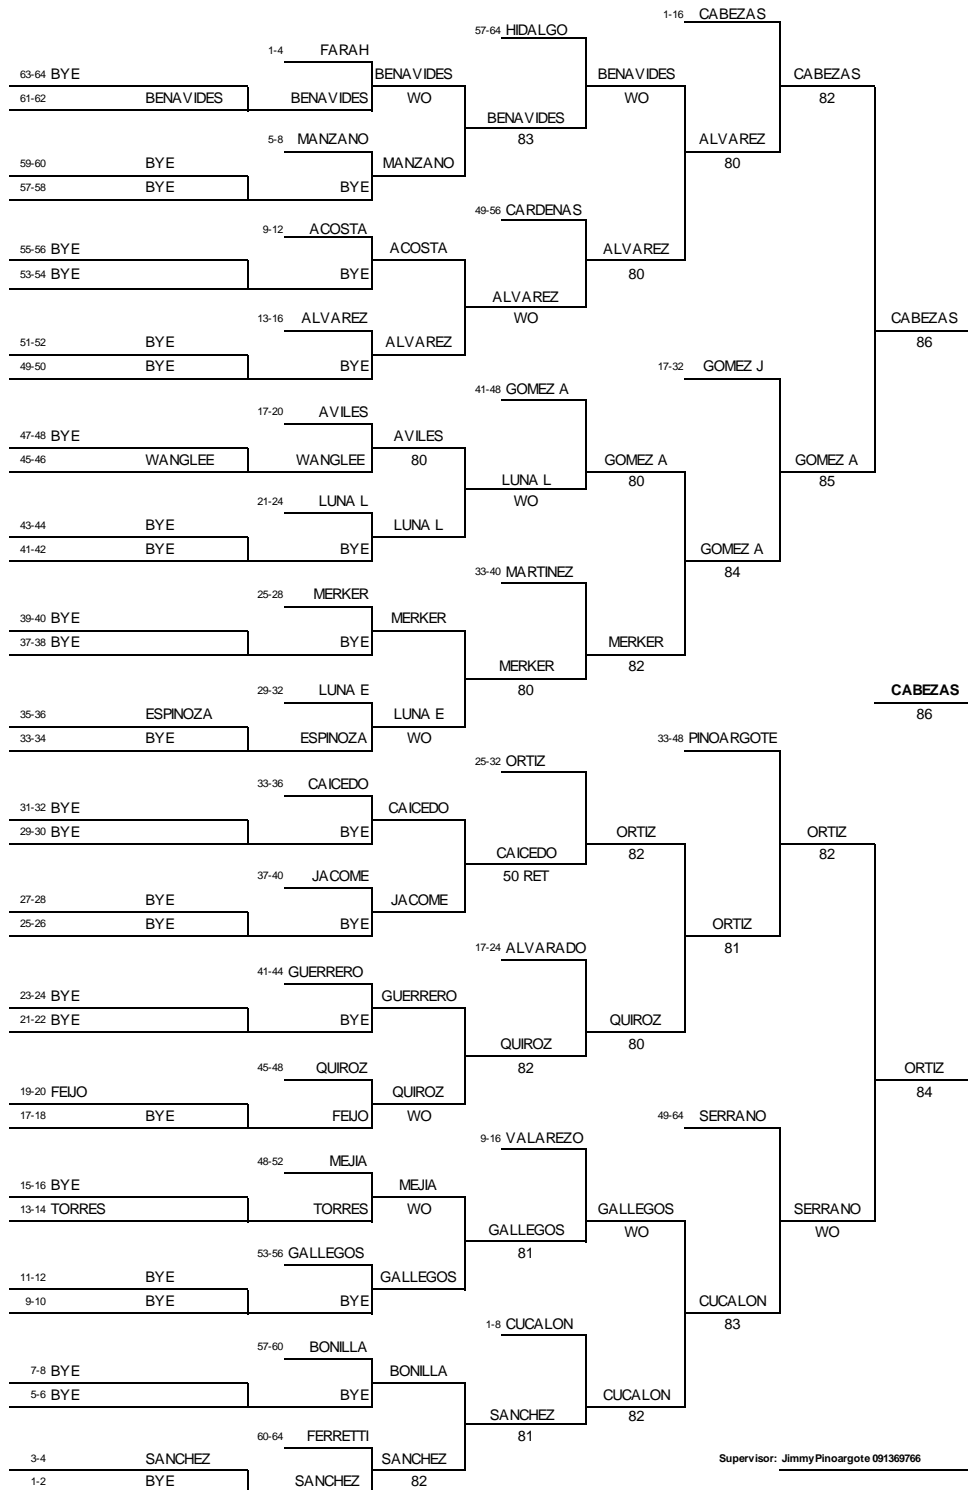 1-16 CABEZAS
57-64 HIDALGO
1-4 FARAH
63-64 BYE BENAVIDES BENAVIDES CABEZAS
61-62 BENAVIDES BENAVIDES WO WO 82
BENAVIDES
5-8 MANZANO 83 ALVAREZ
59-60 BYE MANZANO 80
57-58 BYE BYE
49-56 CARDENAS
9-12 ACOSTA
55-56 BYE ACOSTA ALVAREZ
53-54 BYE BYE 80
ALVAREZ
13-16 ALVAREZ WO CABEZAS
51-52 BYE ALVAREZ 86
49-50 BYE BYE 17-32 GOMEZ J
41-48 GOMEZ A
17-20 AVILES
47-48 BYE AVILES
45-46 WANGLEE WANGLEE 80 GOMEZ A GOMEZ A
LUNA L 80 85
21-24 LUNA L WO
43-44 BYE LUNA L
41-42 BYE BYE GOMEZ A
33-40 MARTINEZ 84
25-28 MERKER
39-40 BYE MERKER
37-38 BYE BYE MERKER
MERKER 82
29-32 LUNA E 80 CABEZAS
35-36 ESPINOZA LUNA E 86
33-34 BYE ESPINOZA WO 33-48 PINOARGOTE
25-32 ORTIZ
33-36 CAICEDO
31-32 BYE CAICEDO
29-30 BYE BYE ORTIZ ORTIZ
CAICEDO 82 82
37-40 JACOME 50 RET
27-28 BYE JACOME
25-26 BYE BYE ORTIZ
17-24 ALVARADO 81
41-44 GUERRERO
23-24 BYE GUERRERO
21-22 BYE BYE QUIROZ
QUIROZ 80
45-48 QUIROZ 82 ORTIZ
19-20 FEIJO QUIROZ 84
17-18 BYE FEIJO WO 49-64 SERRANO
9-16 VALAREZO
48-52 MEJIA
15-16 BYE MEJIA
13-14 TORRES TORRES WO GALLEGOS SERRANO
GALLEGOS WO WO
53-56 GALLEGOS 81
11-12 BYE GALLEGOS
9-10 BYE BYE CUCALON
1-8 CUCALON 83
57-60 BONILLA
7-8 BYE BONILLA
5-6 BYE BYE CUCALON
SANCHEZ 82
60-64 FERRETTI 81
3-4 SANCHEZ SANCHEZ Supervisor: Jimmy Pinoargote 091369766
1-2 BYE SANCHEZ 82